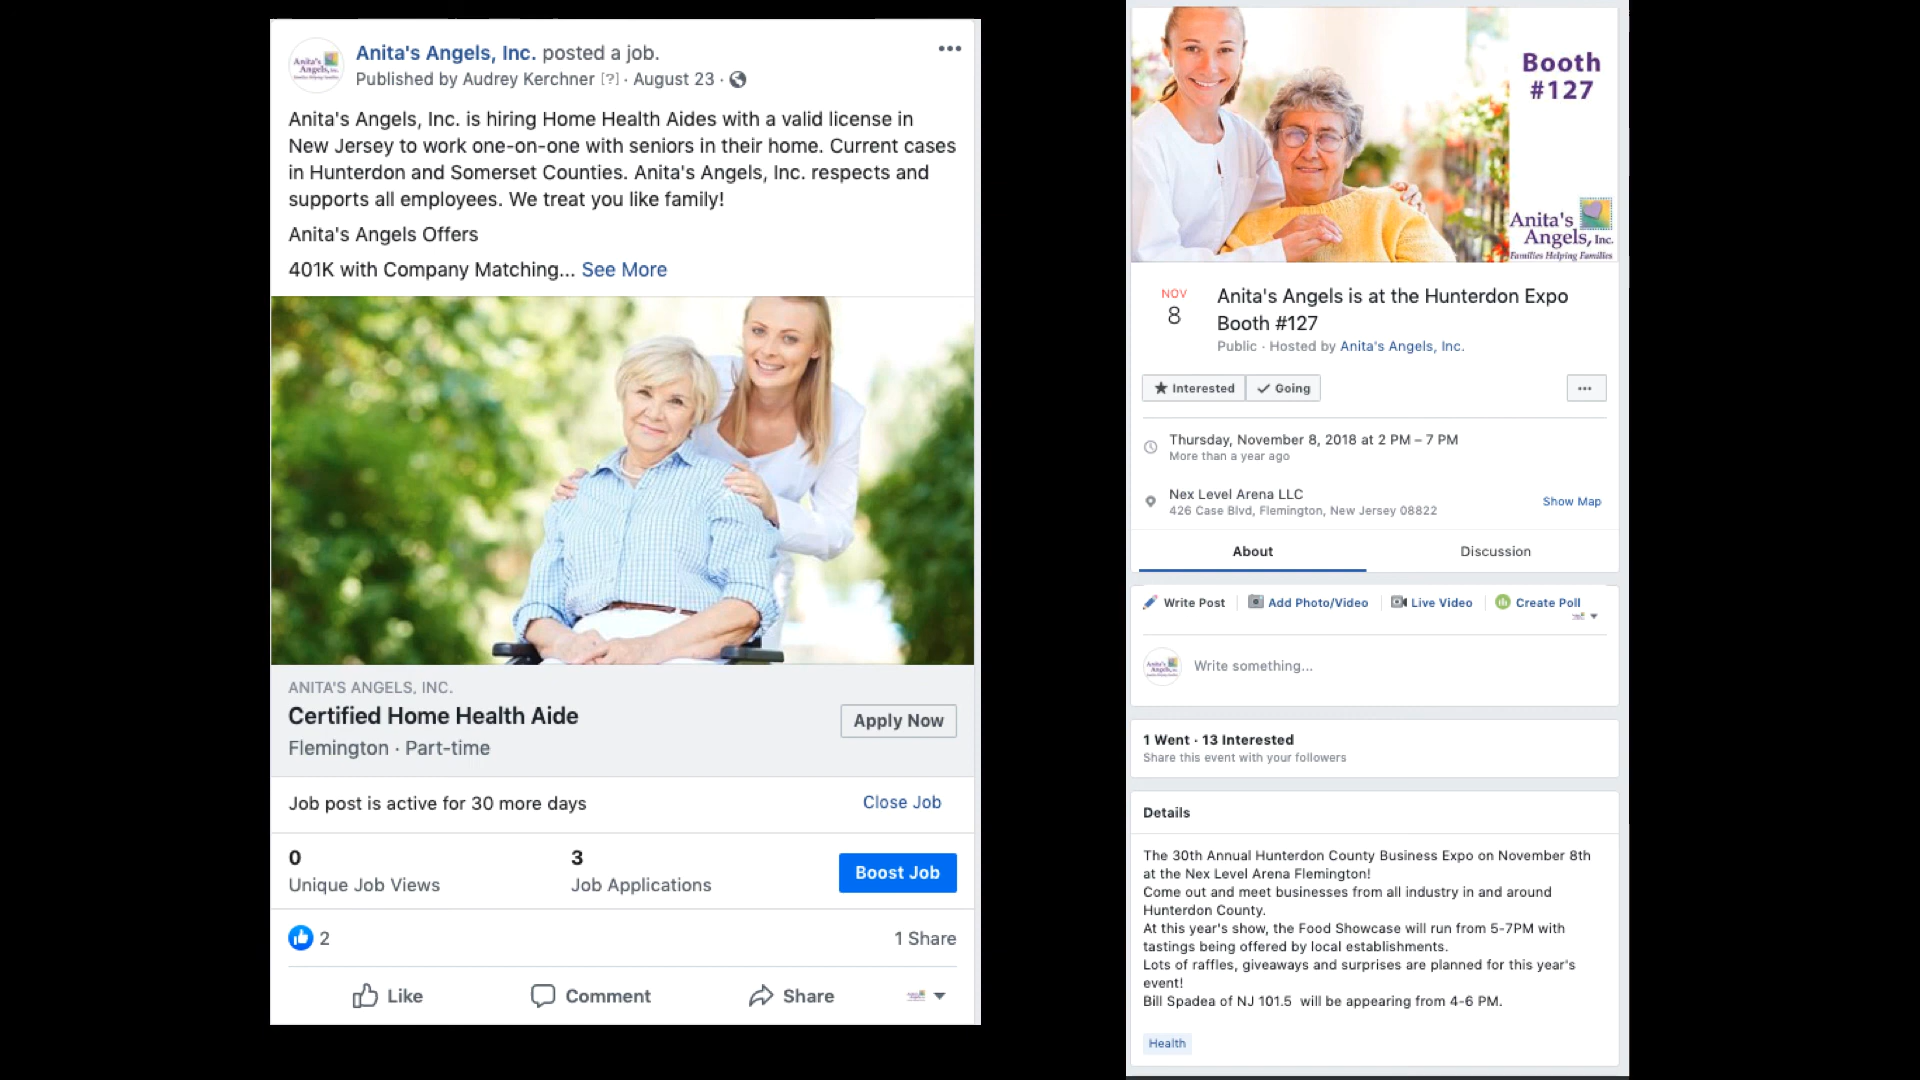 Anita's Angels, Inc. posted a job.
Published by Audrey Kerchner [?] · August 23 ·
Anita's Angels, Inc. is hiring Home Health Aides with a valid license in
New Jersey to work one-on-one with seniors in their home. Current cases
in Hunterdon and Somerset Counties. Anita's Angels, Inc. respects and
supports all employees. We treat you like family!
Anita's Angels Offers
401K with Company Matching... See More
ANITA'S ANGELS, INC.
Certified Home Health Aide
Flemington · Part-time
Apply Now
Job post is active for 30 more days
Close Job
0
Unique Job Views
3
Job Applications
Boost Job
2
1 Share
Like
Comment
Share
Booth
#127
Anita's
Angels, Inc.
Families Helping Families
NOV
8
Anita's Angels is at the Hunterdon Expo
Booth #127
Public · Hosted by Anita's Angels, Inc.
Interested
Going
Thursday, November 8, 2018 at 2 PM – 7 PM
More than a year ago
Nex Level Arena LLC
426 Case Blvd, Flemington, New Jersey 08822
Show Map
About
Discussion
Write Post
Add Photo/Video
Live Video
Create Poll
Write something...
1 Went · 13 Interested
Share this event with your followers
Details
The 30th Annual Hunterdon County Business Expo on November 8th
at the Nex Level Arena Flemington!
Come out and meet businesses from all industry in and around
Hunterdon County.
At this year's show, the Food Showcase will run from 5-7PM with
tastings being offered by local establishments.
Lots of raffles, giveaways and surprises are planned for this year's
event!
Bill Spadea of NJ 101.5 will be appearing from 4-6 PM.
Health